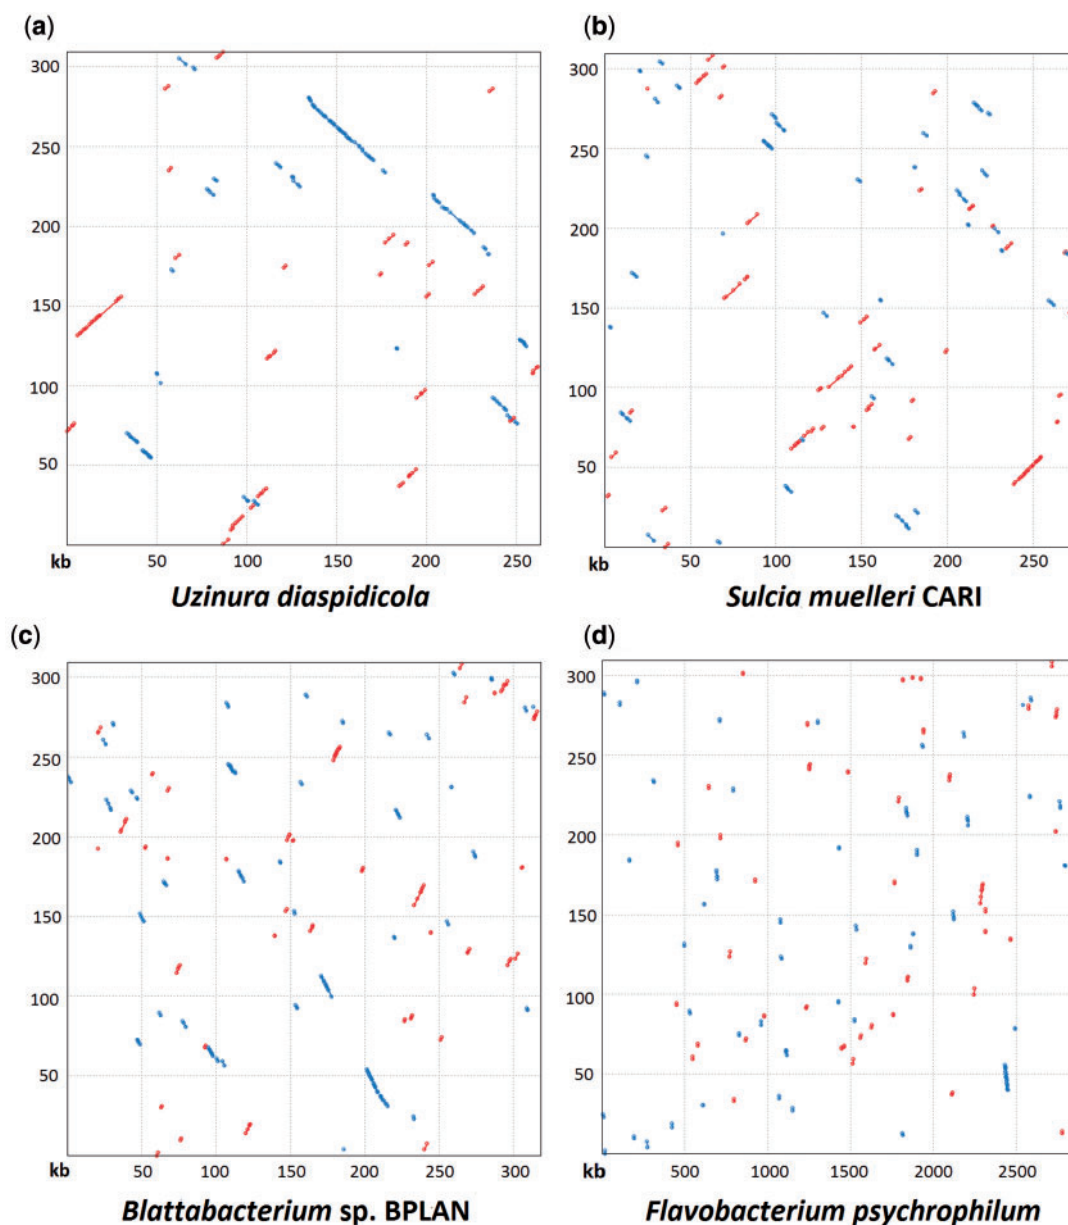 (a) (b)
300 300
250 250
200 200
150 150
100 100
50 50
kb 50 100 150 200 250 kb 50 100 150 200 250
Uzinura diaspidicola Sulcia muelleri CARI
(c) (d)
300 300
250 250
200 200
150 150
100 100
50 50
kb 50 100 150 200 250 300 kb 500 1000 1500 2000 2500
Blattabacterium sp. BPLAN Flavobacterium psychrophilum